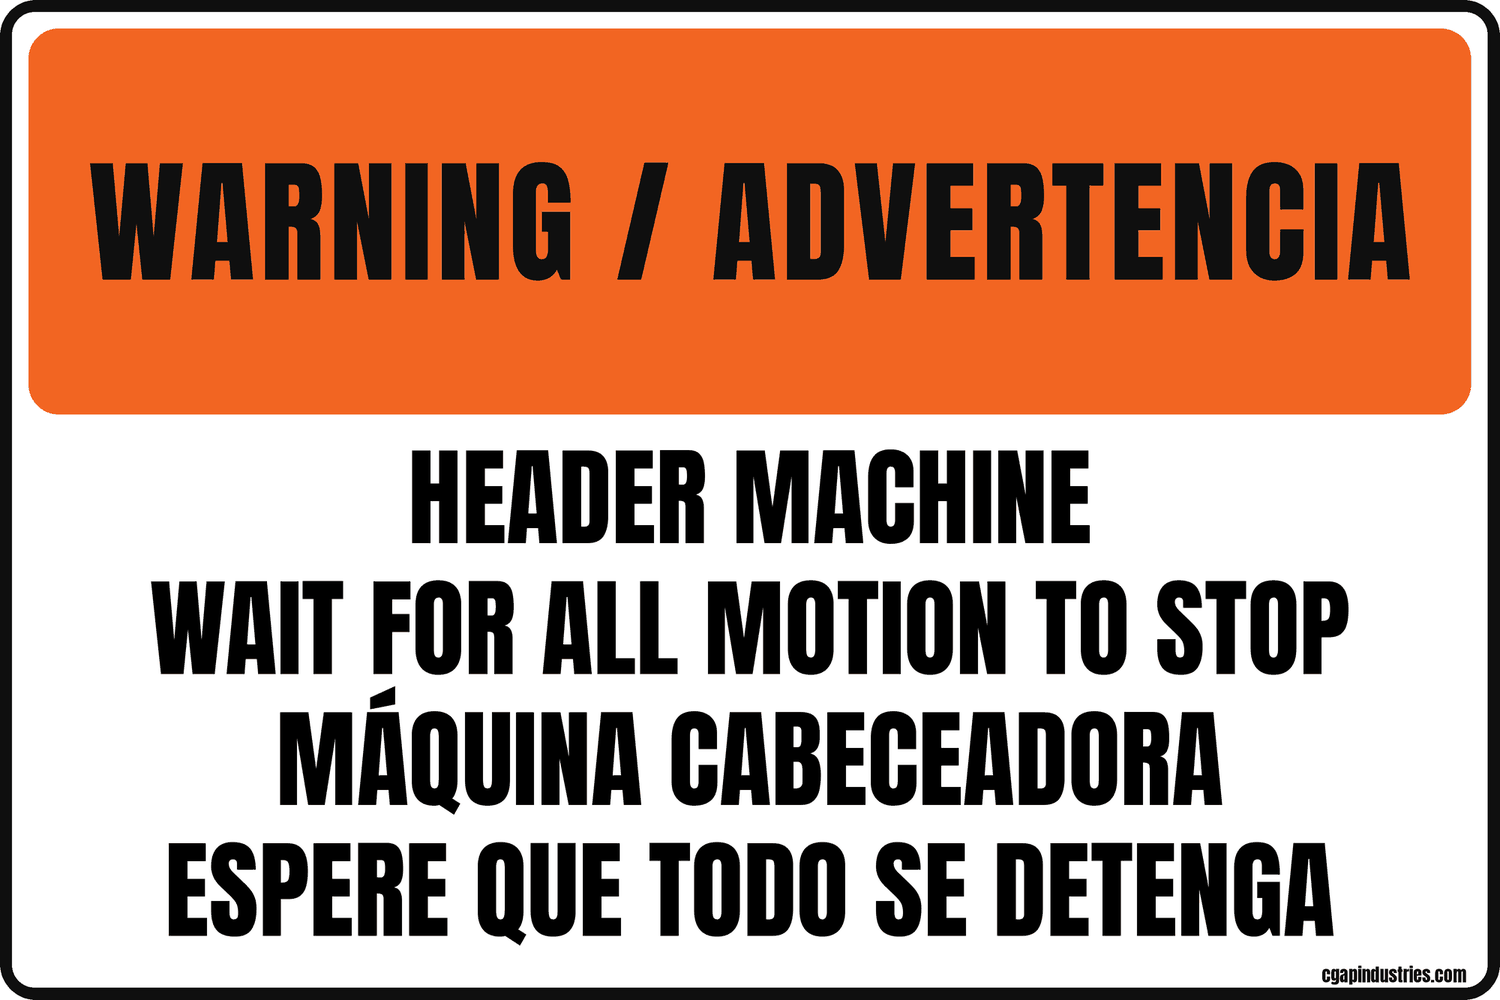 WARNING / ADVERTENCIA
HEADER MACHINE
WAIT FOR ALL MOTION TO STOP
MÁQUINA CABECEADORA
ESPERE QUE TODO SE DETENGA
cgapindustries.com